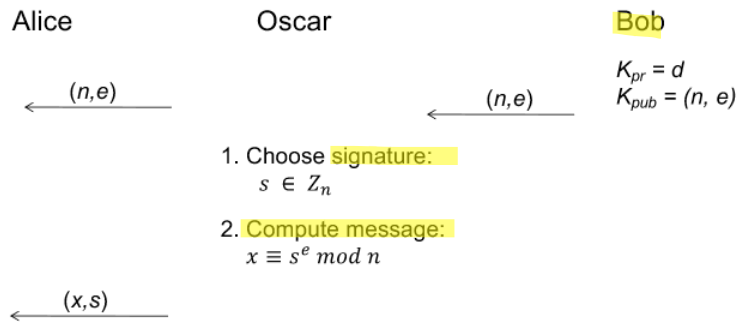 Alice Oscar Bob
K_pr = d
(n,e) (n,e) K_pub = (n, e)
1. Choose signature:
s ∈ Z_n
2. Compute message:
x ≡ s^e mod n
(x,s)